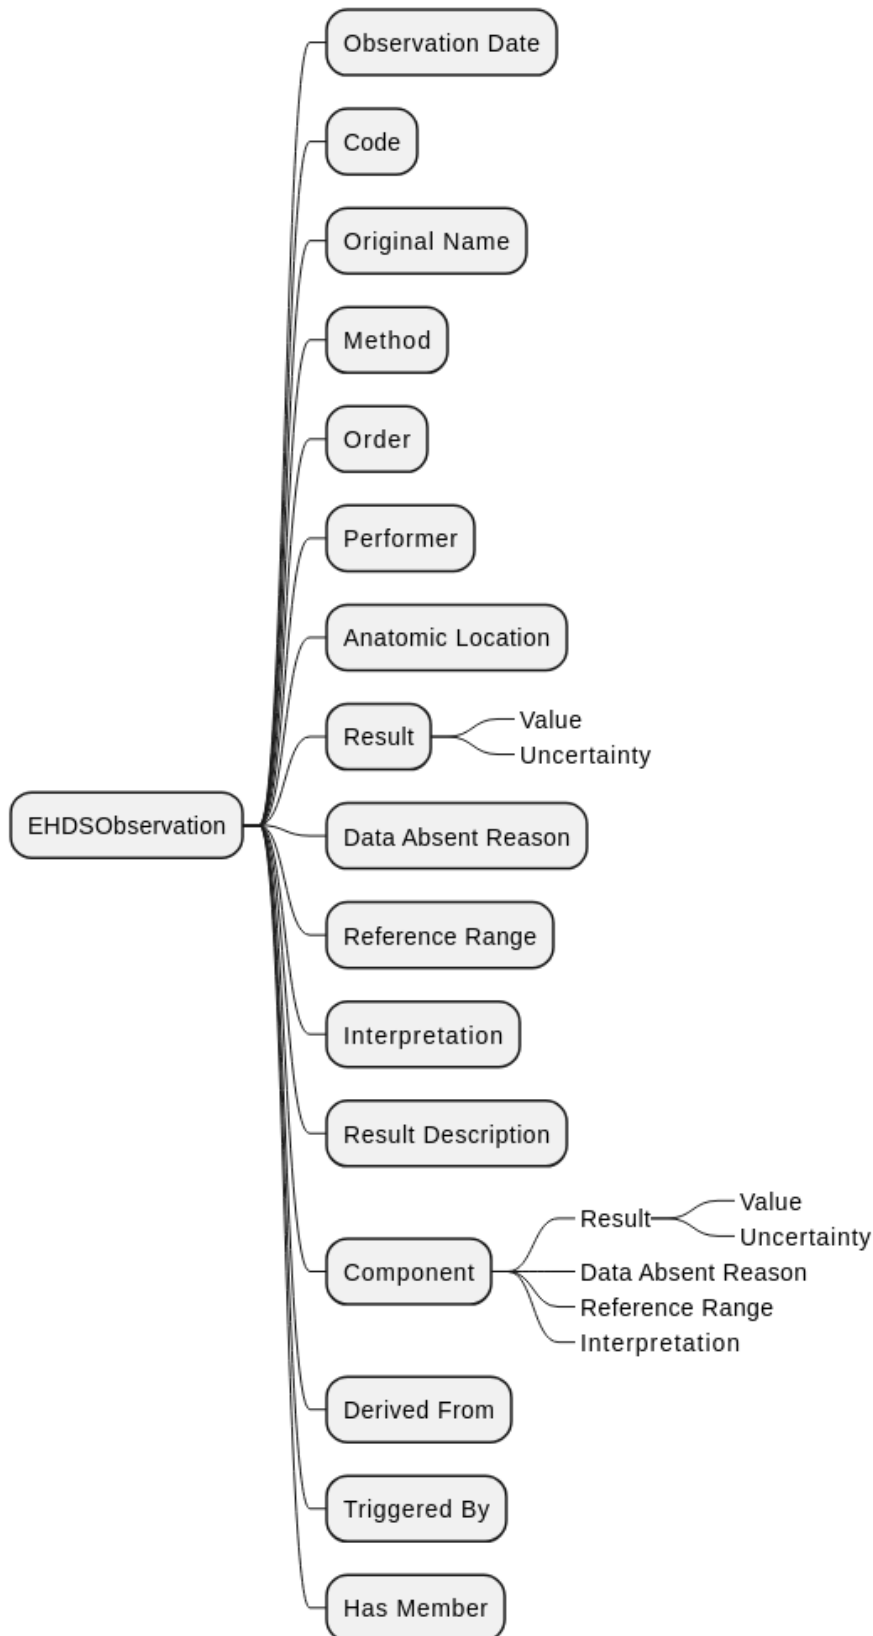 Observation Date
Code
Original Name
Method
Order
Performer
Anatomic Location
Result
Value
Uncertainty
EHDSObservation
Data Absent Reason
Reference Range
Interpretation
Result Description
Component
Result
Value
Uncertainty
Data Absent Reason
Reference Range
Interpretation
Derived From
Triggered By
Has Member